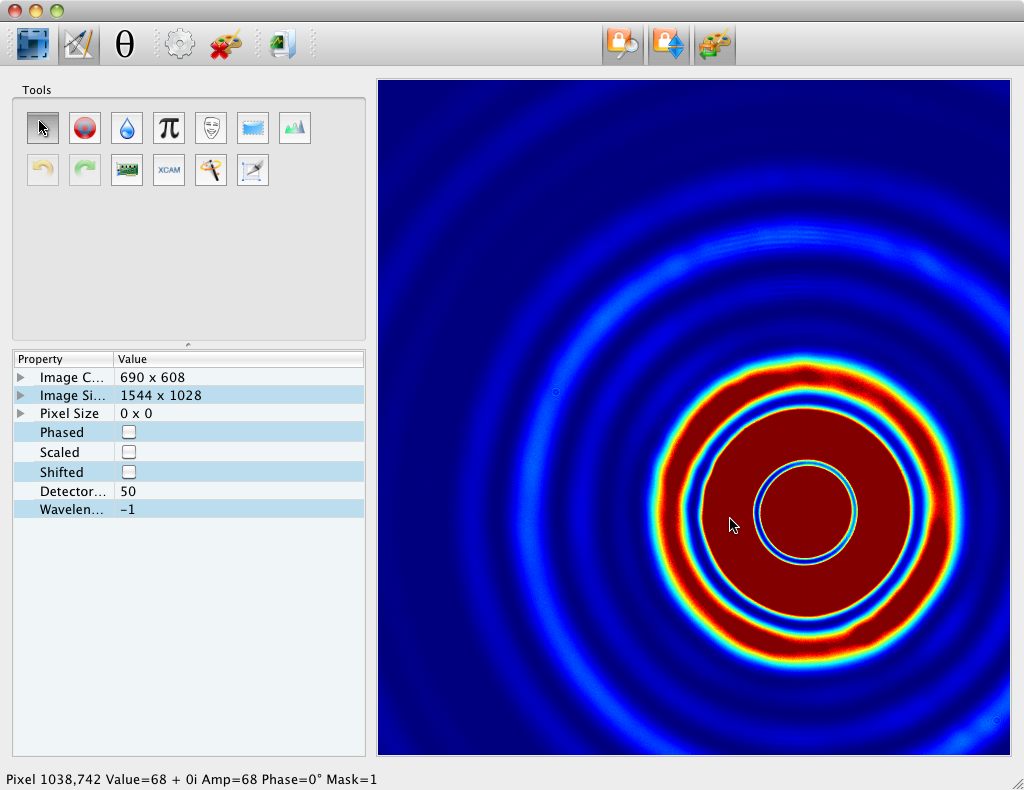 θ
Tools
π
XCAM
Property Value
Image C... 690 x 608
Image Si... 1544 x 1028
Pixel Size 0 x 0
Phased
Scaled
Shifted
Detector... 50
Wavelen... −1
Pixel 1038,742 Value=68 + 0i Amp=68 Phase=0° Mask=1